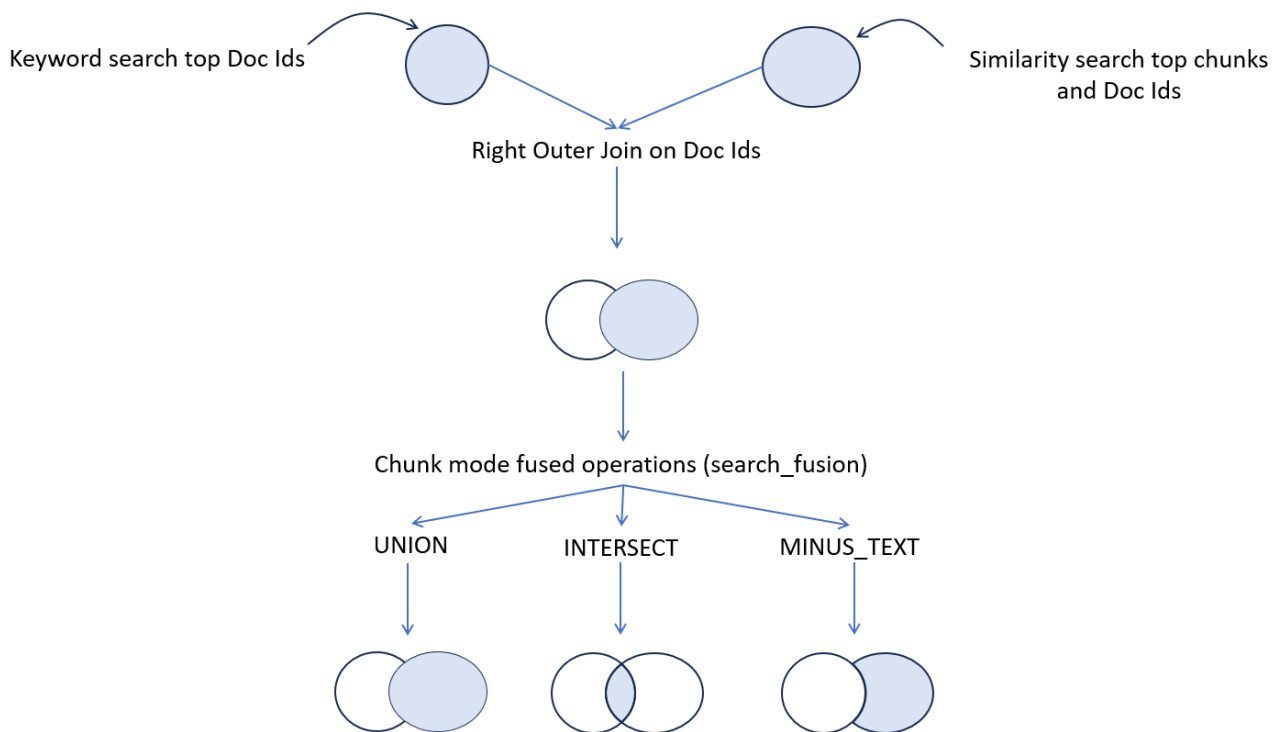 Keyword search top Doc Ids
Similarity search top chunks
and Doc Ids
Right Outer Join on Doc Ids
Chunk mode fused operations (search_fusion)
UNION
INTERSECT
MINUS_TEXT